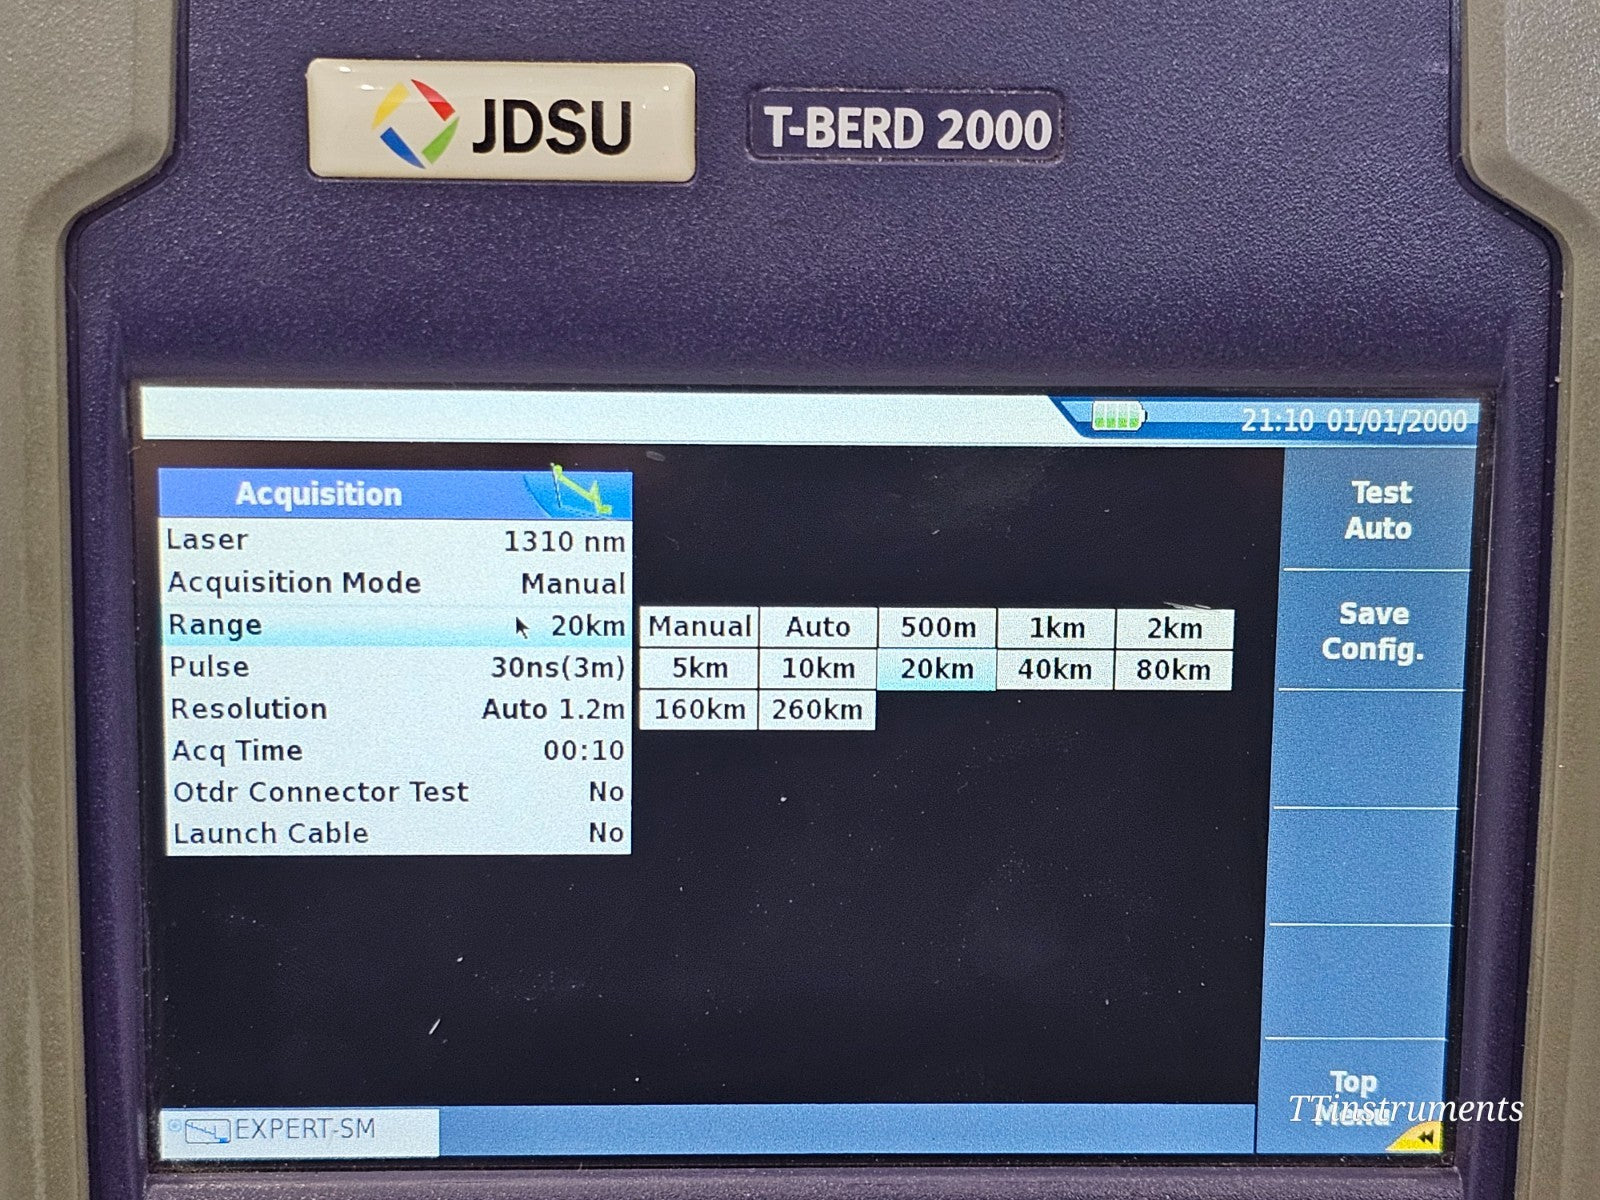 JDSU
T-BERD 2000
21:10 01/01/2000
Acquisition
Laser 1310 nm
Acquisition Mode Manual
Range 20km
Pulse 30ns(3m)
Resolution Auto 1.2m
Acq Time 00:10
Otdr Connector Test No
Launch Cable No
Manual Auto 500m 1km 2km
5km 10km 20km 40km 80km
160km 260km
Test
Auto
Save
Config.
Top
Menu
TTinstruments
EXPERT-SM